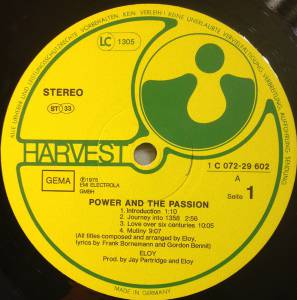 ALLE URHEBER- UND LEISTUNGSSCHUTZRECHTE VORBEHALTEN · KEIN VERLEIH! · KEINE UNERLAUBTE VERVIELFÄLTIGUNG, VERMIETUNG, AUFFÜHRUNG, SENDUNG!
LC 1305
STEREO
ST 33
HARVEST
1 C 072-29 602
GEMA
℗ 1975
EMI ELECTROLA
GMBH
A
Seite 1
POWER AND THE PASSION
1. Introduction 1:10
2. Journey into 1358 2:56
3. Love over six centuries 10:05
4. Mutiny 9:07
(All titles composed and arranged by Eloy,
lyrics by Frank Bornemann and Gordon Bennit)
ELOY
Prod. by Jay Partridge and Eloy
MADE IN GERMANY